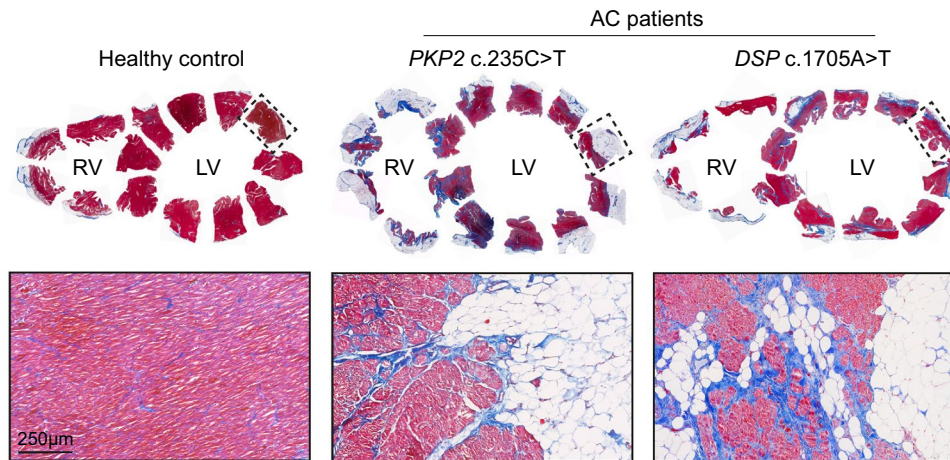 AC patients
Healthy control
PKP2 c.235C>T
DSP c.1705A>T
RV LV
RV LV
RV LV
250µm